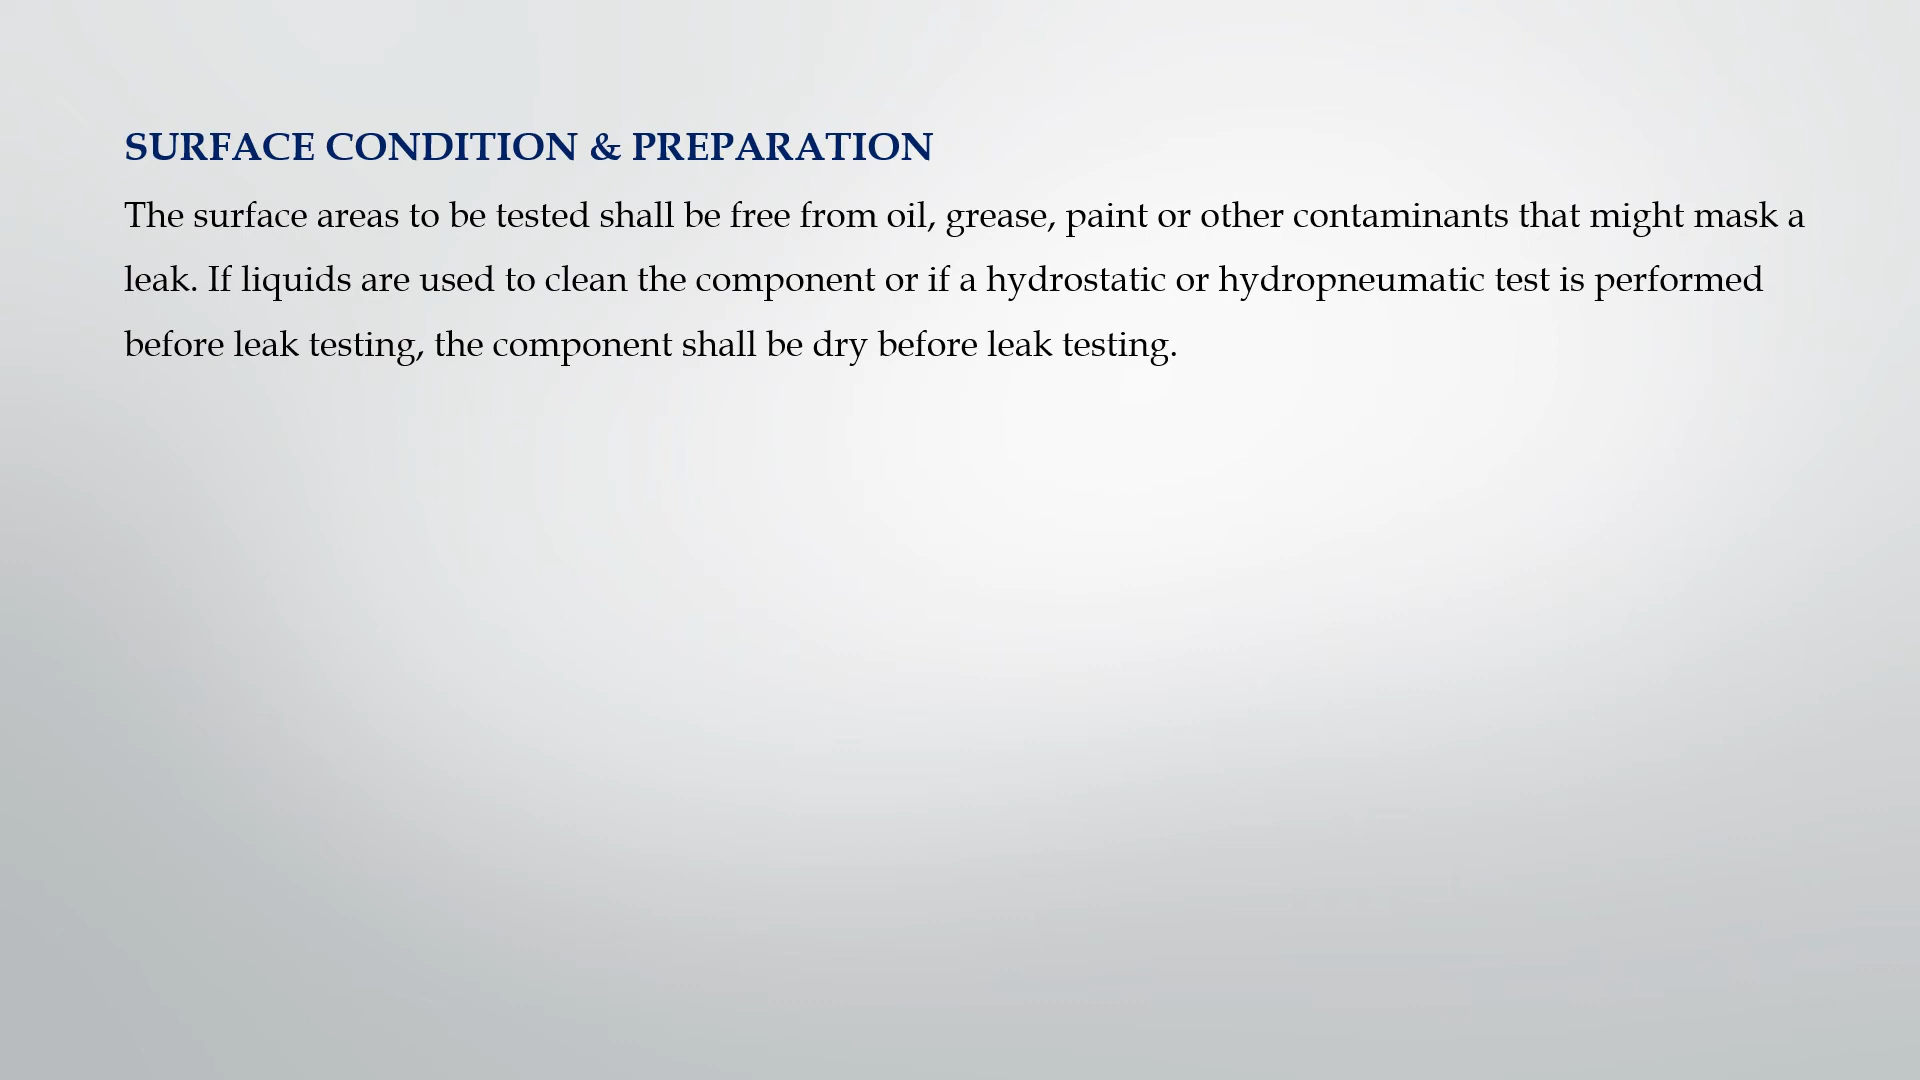 SURFACE CONDITION & PREPARATION
The surface areas to be tested shall be free from oil, grease, paint or other contaminants that might mask a
leak. If liquids are used to clean the component or if a hydrostatic or hydropneumatic test is performed
before leak testing, the component shall be dry before leak testing.